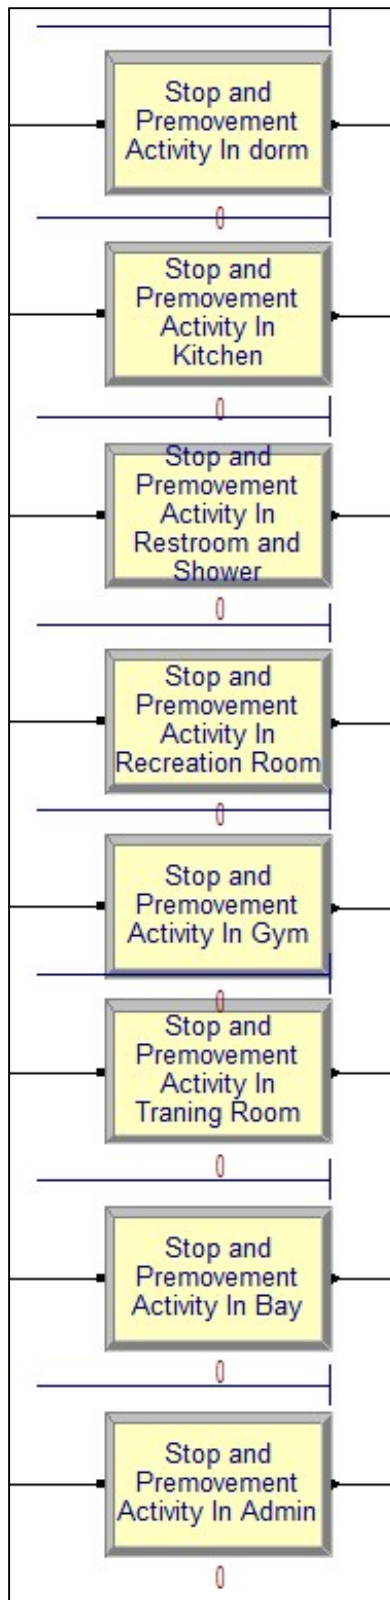 Stop and
Premovement
Activity In dorm
0
Stop and
Premovement
Activity In
Kitchen
0
Stop and
Premovement
Activity In
Restroom and
Shower
0
Stop and
Premovement
Activity In
Recreation Room
0
Stop and
Premovement
Activity In Gym
0
Stop and
Premovement
Activity In
Traning Room
0
Stop and
Premovement
Activity In Bay
0
Stop and
Premovement
Activity In Admin
0